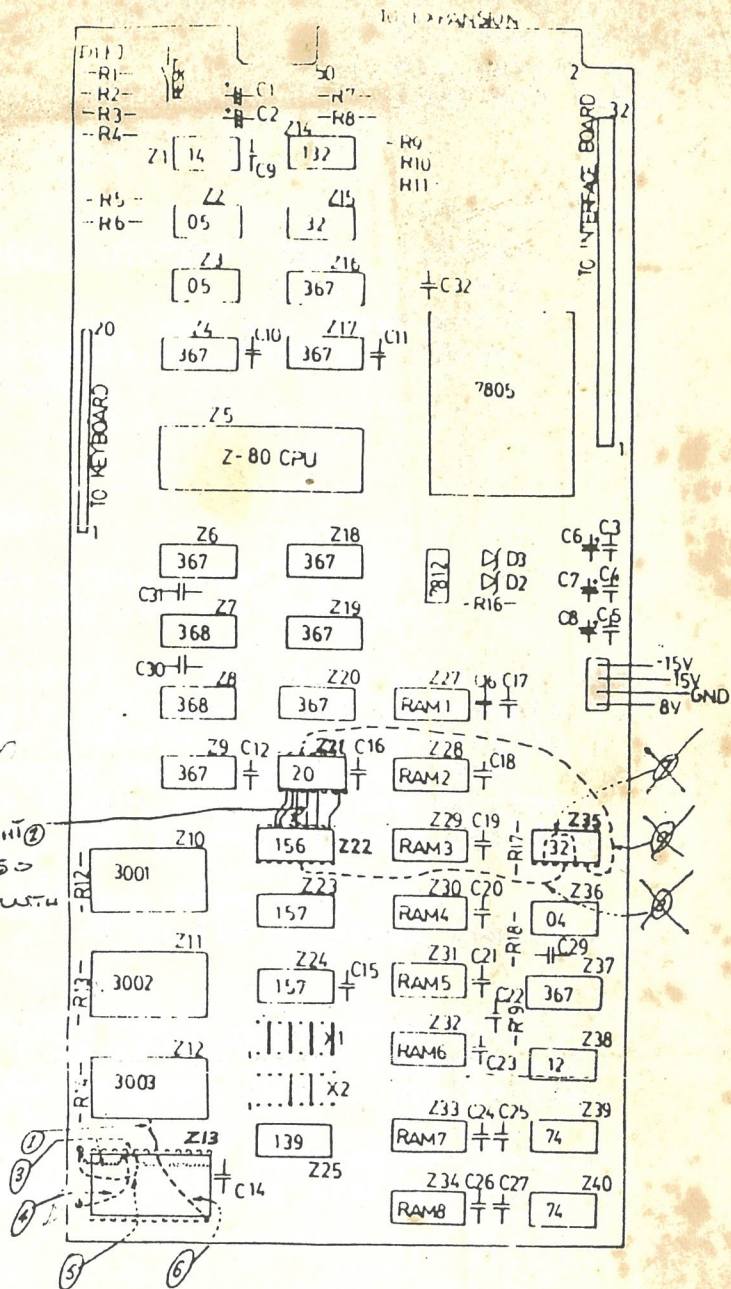 TO EXPANSION
-R1-
-R2-
-R3-
-R4-
50
2
C1
C2
-R7-
-R8-
32
Z1
14
C9
Z14
132
-R9
R10
R11-
TO INTERFACE BOARD
-R5-
-R6-
Z2
05
Z15
32
Z3
05
Z16
367
C32
20
Z4
367
C10
Z17
367
C11
7805
TO KEYBOARD
Z5
Z-80 CPU
1
1
Z6
367
Z18
367
7812
D3
D2
-R16-
C6
C3
C31
Z7
368
Z19
367
C7
C4
C8
C5
C30
Z8
368
Z20
367
Z27
RAM1
C17
-15V
15V
GND
8V
Z9
367
C12
Z21
20
C16
Z28
RAM2
C18
7
②
Z10
3001
R12
156
Z22
Z29
RAM3
C19
-R17-
Z35
32
Z23
157
Z30
RAM4
C20
Z36
04
Z11
3002
-R13-
Z24
157
C15
Z31
RAM5
C21
-R18-
C29
Z37
367
C22
Z12
3003
X1
Z32
RAM6
C23
Z38
12
X2
①
③
④
Z13
C14
139
Z25
Z33
RAM7
C24
C25
Z39
74
Z34
RAM8
C26
C27
Z40
74
⑤
⑥